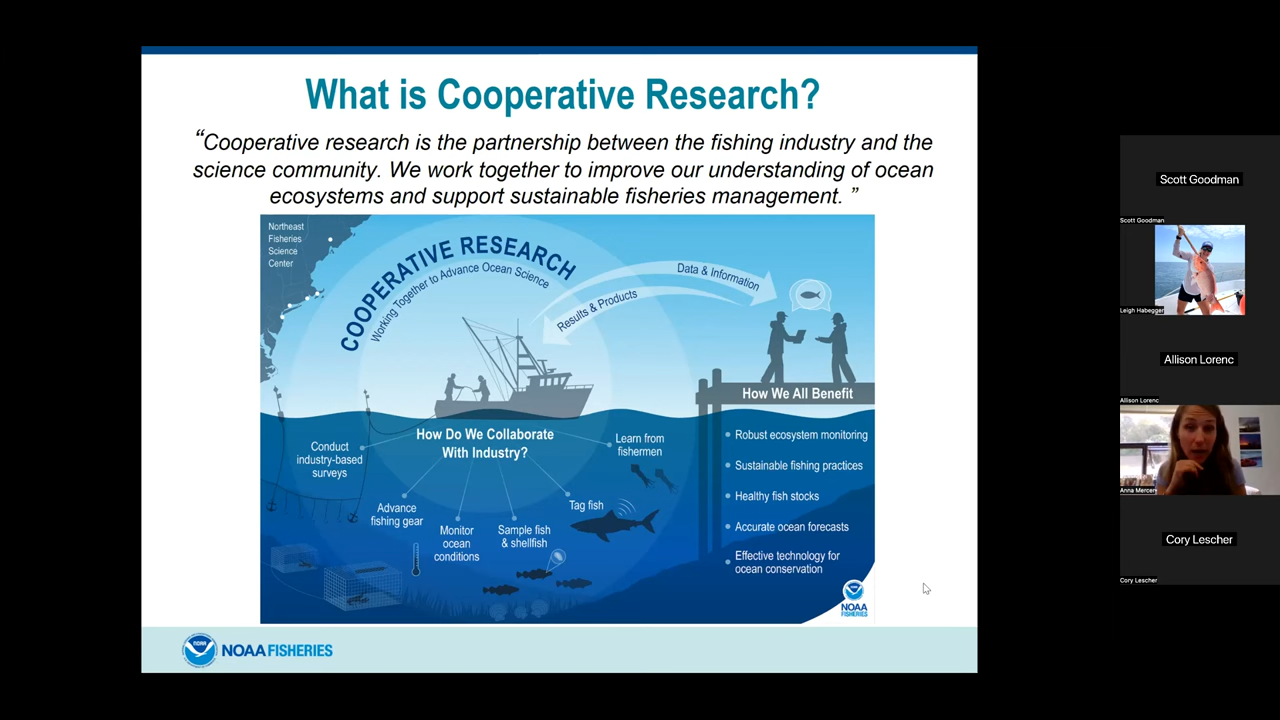 What is Cooperative Research?
“Cooperative research is the partnership between the fishing industry and the
science community. We work together to improve our understanding of ocean
ecosystems and support sustainable fisheries management. ”
Northeast
Fisheries
Science
Center
COOPERATIVE RESEARCH
Working Together to Advance Ocean Science
Data & Information
Results & Products
How We All Benefit
Robust ecosystem monitoring
Sustainable fishing practices
Healthy fish stocks
Accurate ocean forecasts
Effective technology for
ocean conservation
How Do We Collaborate
With Industry?
Conduct
industry-based
surveys
Advance
fishing gear
Monitor
ocean
conditions
Sample fish
& shellfish
Tag fish
Learn from
fishermen
NOAA
FISHERIES
NOAA
NOAA FISHERIES
Scott Goodman
Scott Goodman
Leigh Habegger
Allison Lorenc
Allison Lorenc
Anna Mercer
Cory Lescher
Cory Lescher